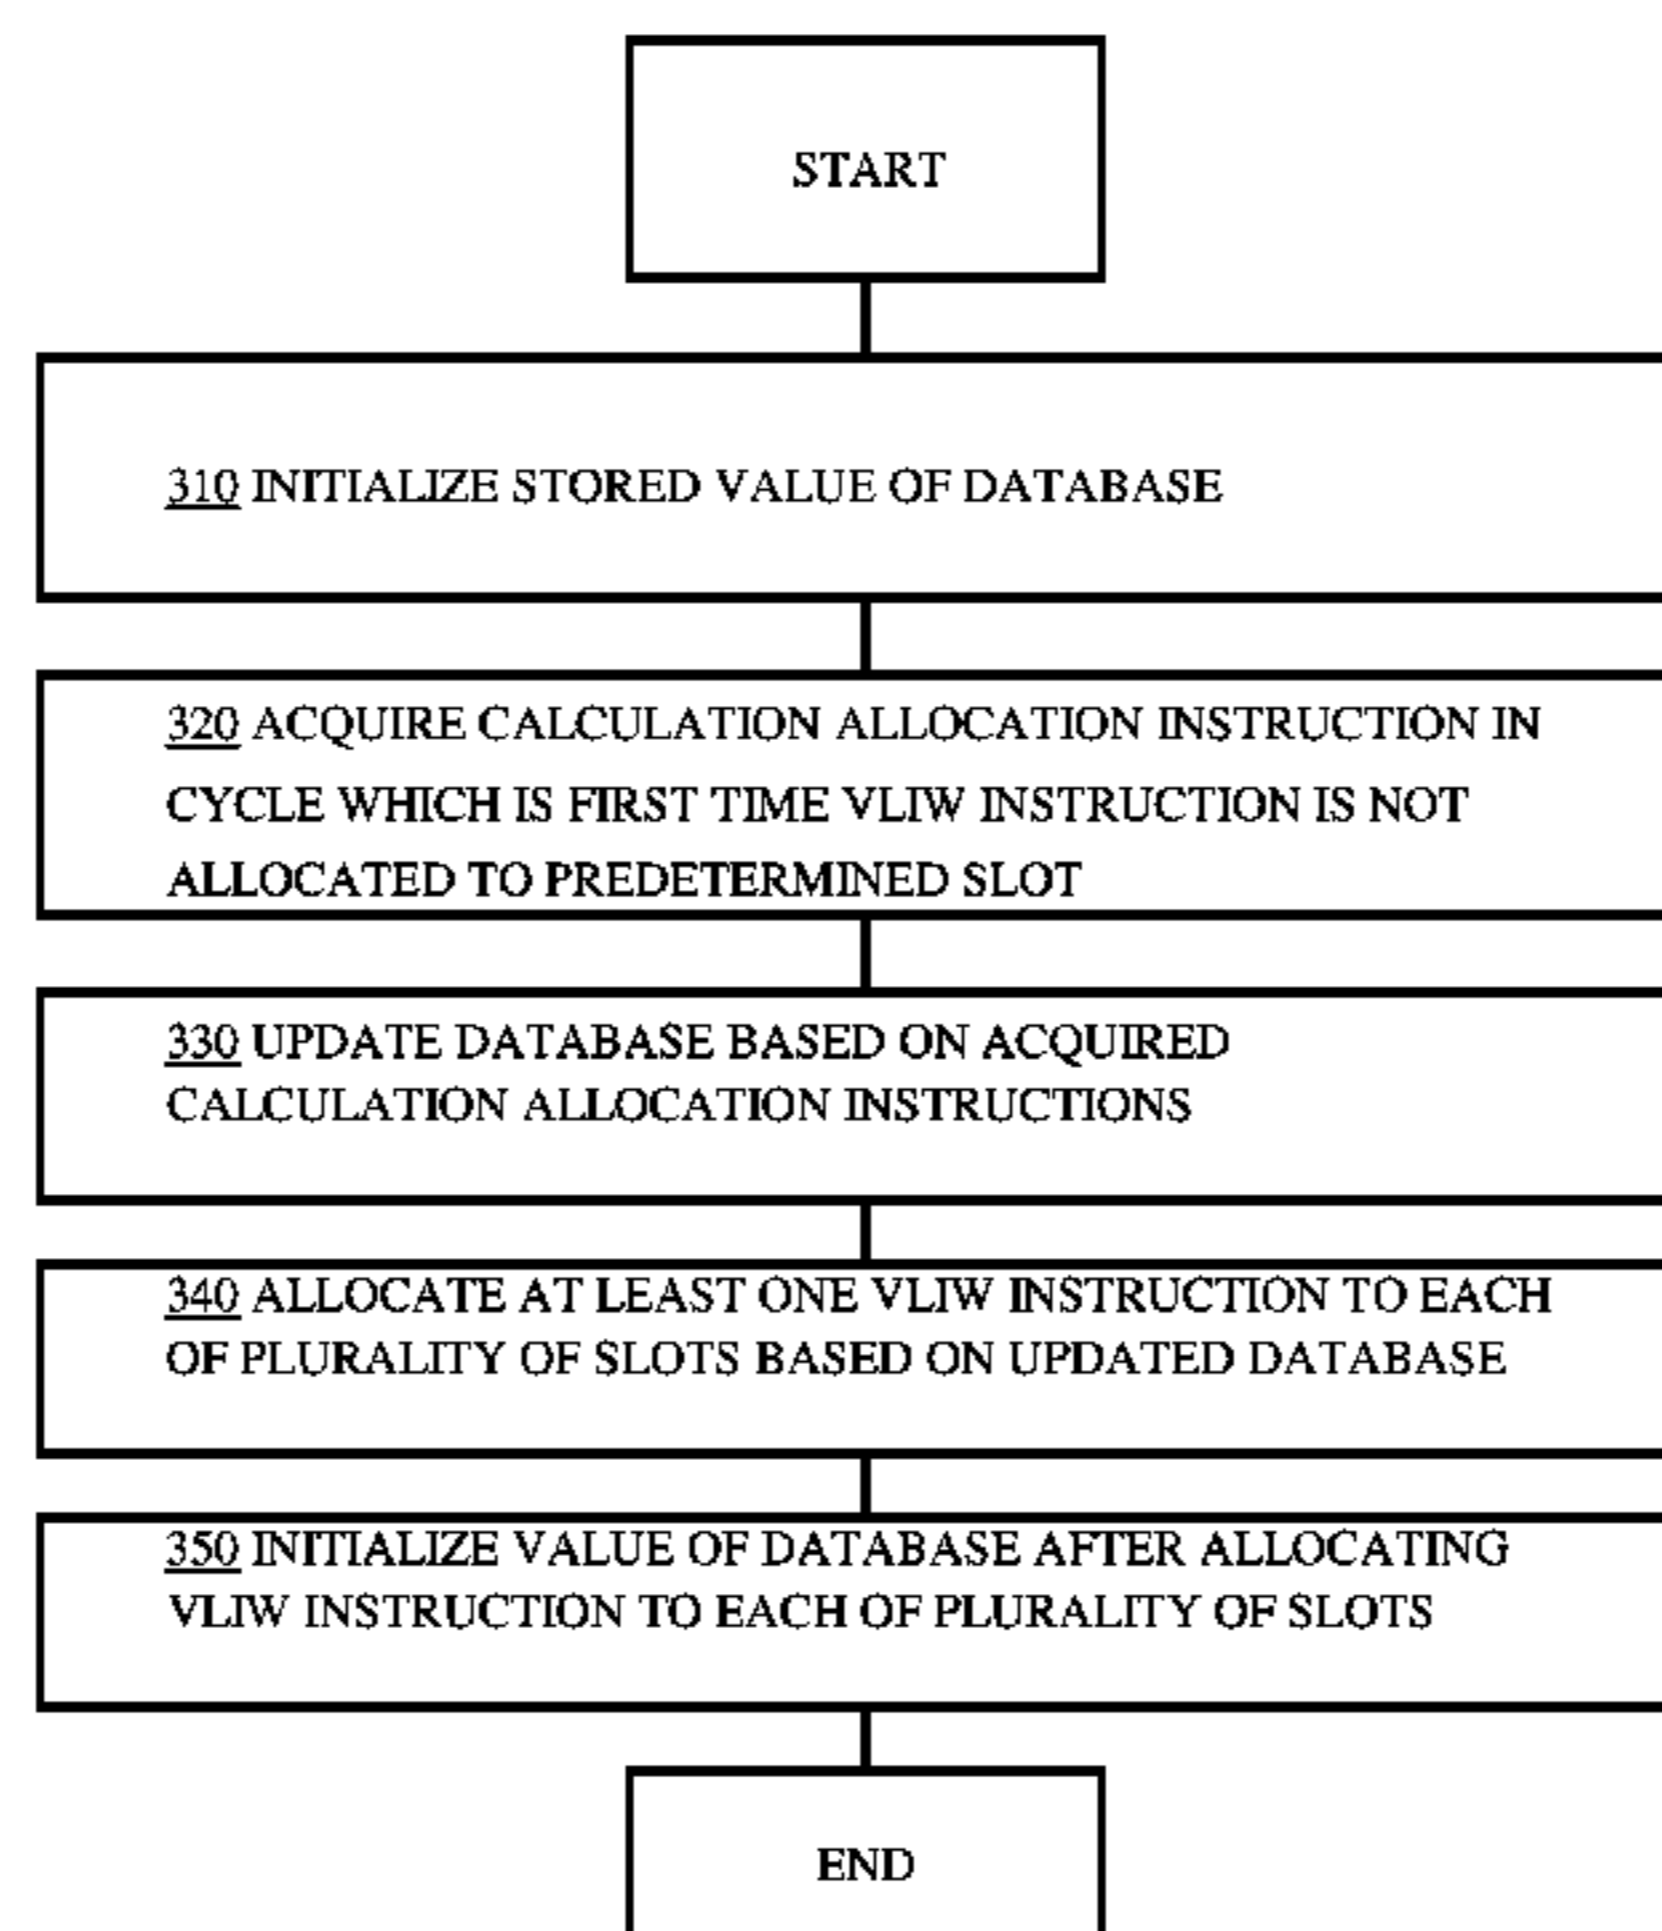 START
310 INITIALIZE STORED VALUE OF DATABASE
320 ACQUIRE CALCULATION ALLOCATION INSTRUCTION IN
CYCLE WHICH IS FIRST TIME VLIW INSTRUCTION IS NOT
ALLOCATED TO PREDETERMINED SLOT
330 UPDATE DATABASE BASED ON ACQUIRED
CALCULATION ALLOCATION INSTRUCTIONS
340 ALLOCATE AT LEAST ONE VLIW INSTRUCTION TO EACH
OF PLURALITY OF SLOTS BASED ON UPDATED DATABASE
350 INITIALIZE VALUE OF DATABASE AFTER ALLOCATING
VLIW INSTRUCTION TO EACH OF PLURALITY OF SLOTS
END